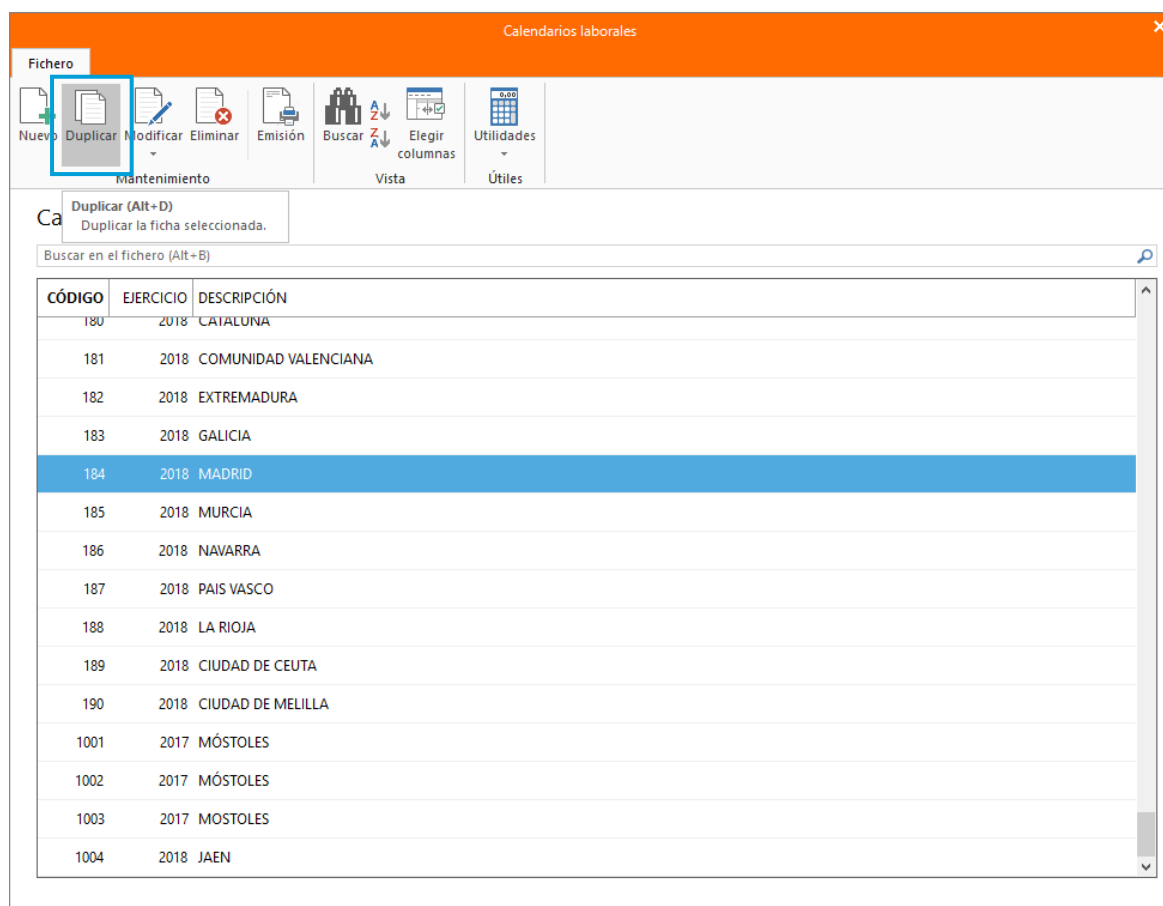 Calendarios laborales
Fichero
Nuevo Duplicar Modificar Eliminar Emisión Buscar Elegir columnas Utilidades
Mantenimiento Vista Útiles
Duplicar (Alt+D)
Duplicar la ficha seleccionada.
Ca
Buscar en el fichero (Alt+B)
CÓDIGO EJERCICIO DESCRIPCIÓN
180 2018 CATALUNA
181 2018 COMUNIDAD VALENCIANA
182 2018 EXTREMADURA
183 2018 GALICIA
184 2018 MADRID
185 2018 MURCIA
186 2018 NAVARRA
187 2018 PAIS VASCO
188 2018 LA RIOJA
189 2018 CIUDAD DE CEUTA
190 2018 CIUDAD DE MELILLA
1001 2017 MÓSTOLES
1002 2017 MÓSTOLES
1003 2017 MOSTOLES
1004 2018 JAEN